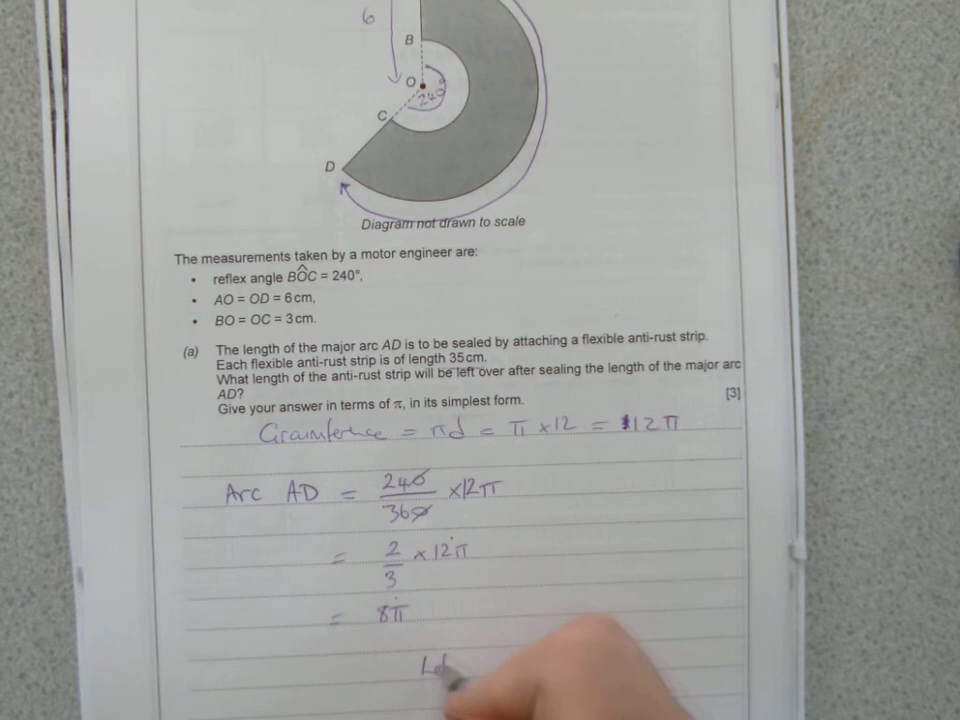 6
B
O
240°
C
D
Diagram not drawn to scale
The measurements taken by a motor engineer are:
• reflex angle BÔC = 240°,
• AO = OD = 6 cm,
• BO = OC = 3 cm.
(a) The length of the major arc AD is to be sealed by attaching a flexible anti-rust strip.
Each flexible anti-rust strip is of length 35 cm.
What length of the anti-rust strip will be left over after sealing the length of the major arc
AD? [3]
Give your answer in terms of π, in its simplest form.
Circumference = πd = π × 12 = 12π
Arc AD = 240/360 × 12π
= 2/3 × 12π
= 8π